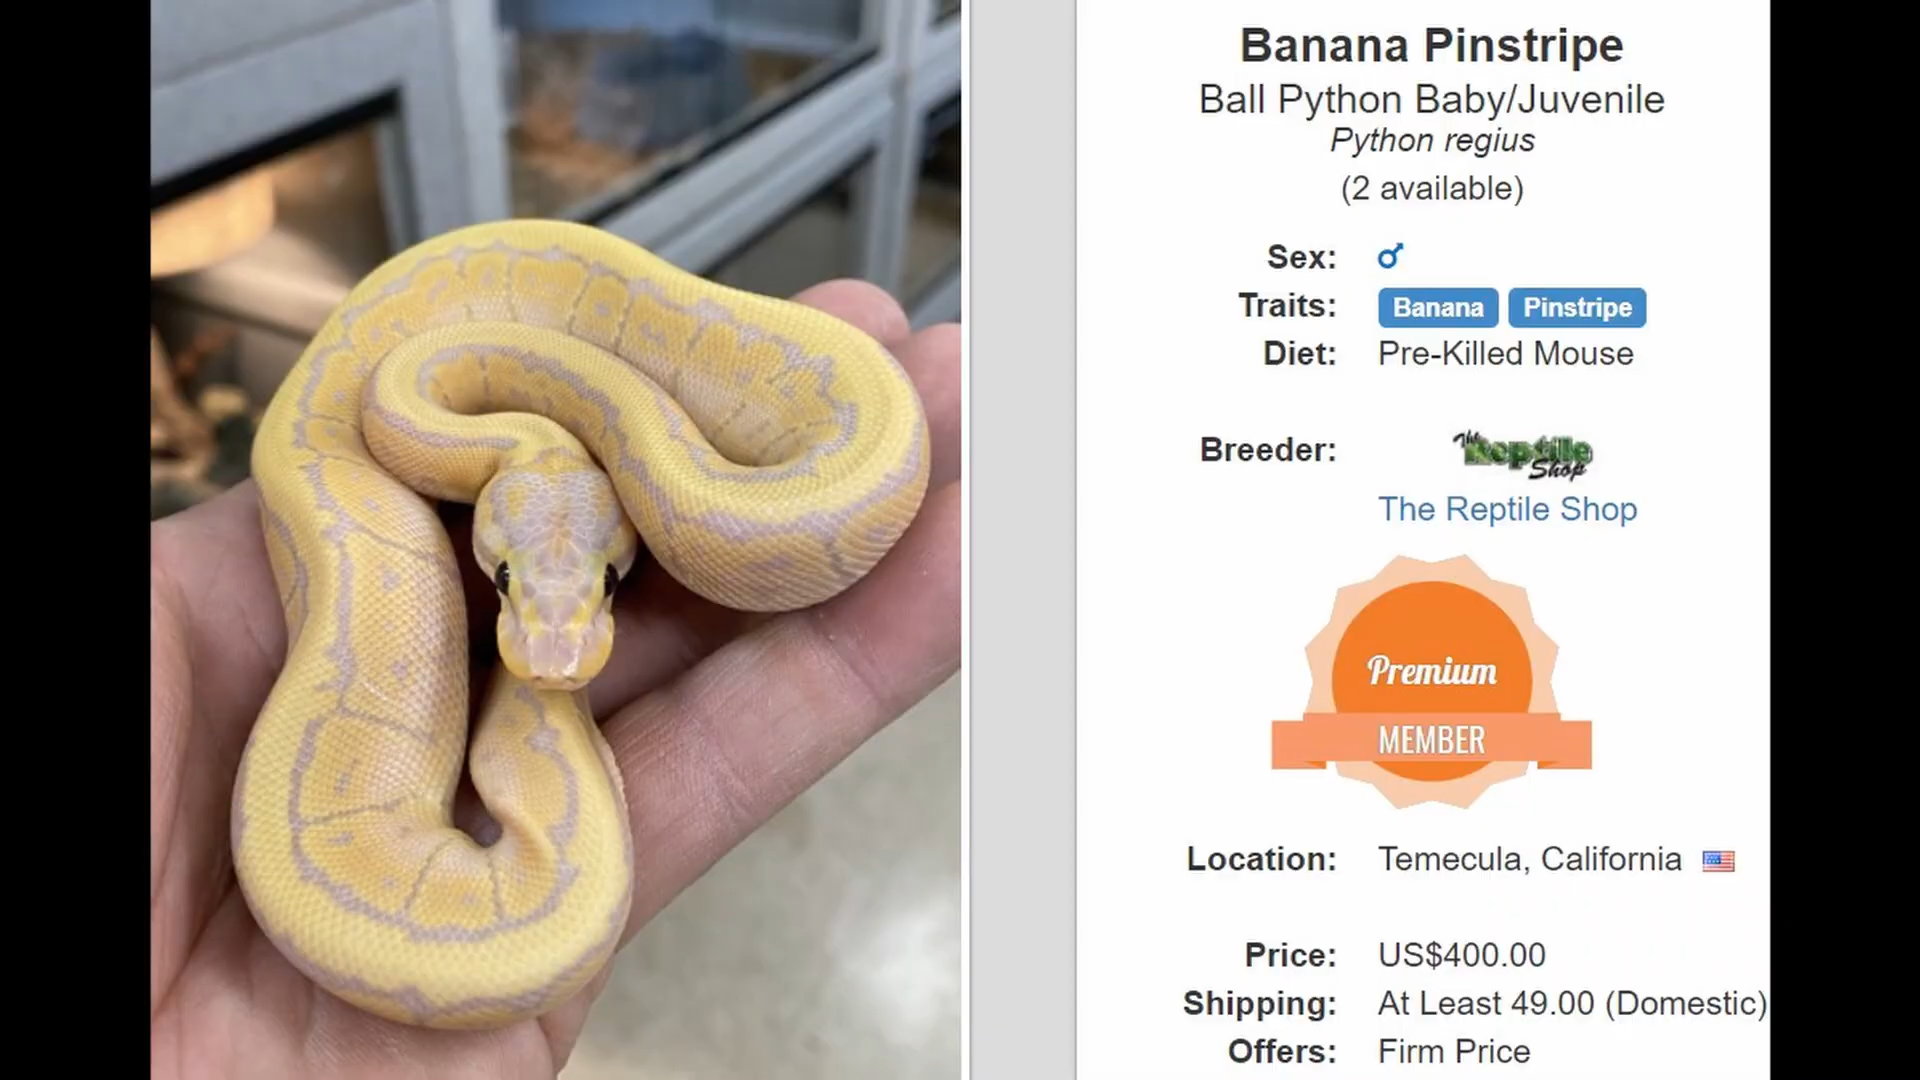 Banana Pinstripe
Ball Python Baby/Juvenile
Python regius
(2 available)
Sex: ♂
Traits: Banana Pinstripe
Diet: Pre-Killed Mouse
Breeder: The Reptile Shop
The Reptile Shop
Premium
MEMBER
Location: Temecula, California
Price: US$400.00
Shipping: At Least 49.00 (Domestic)
Offers: Firm Price